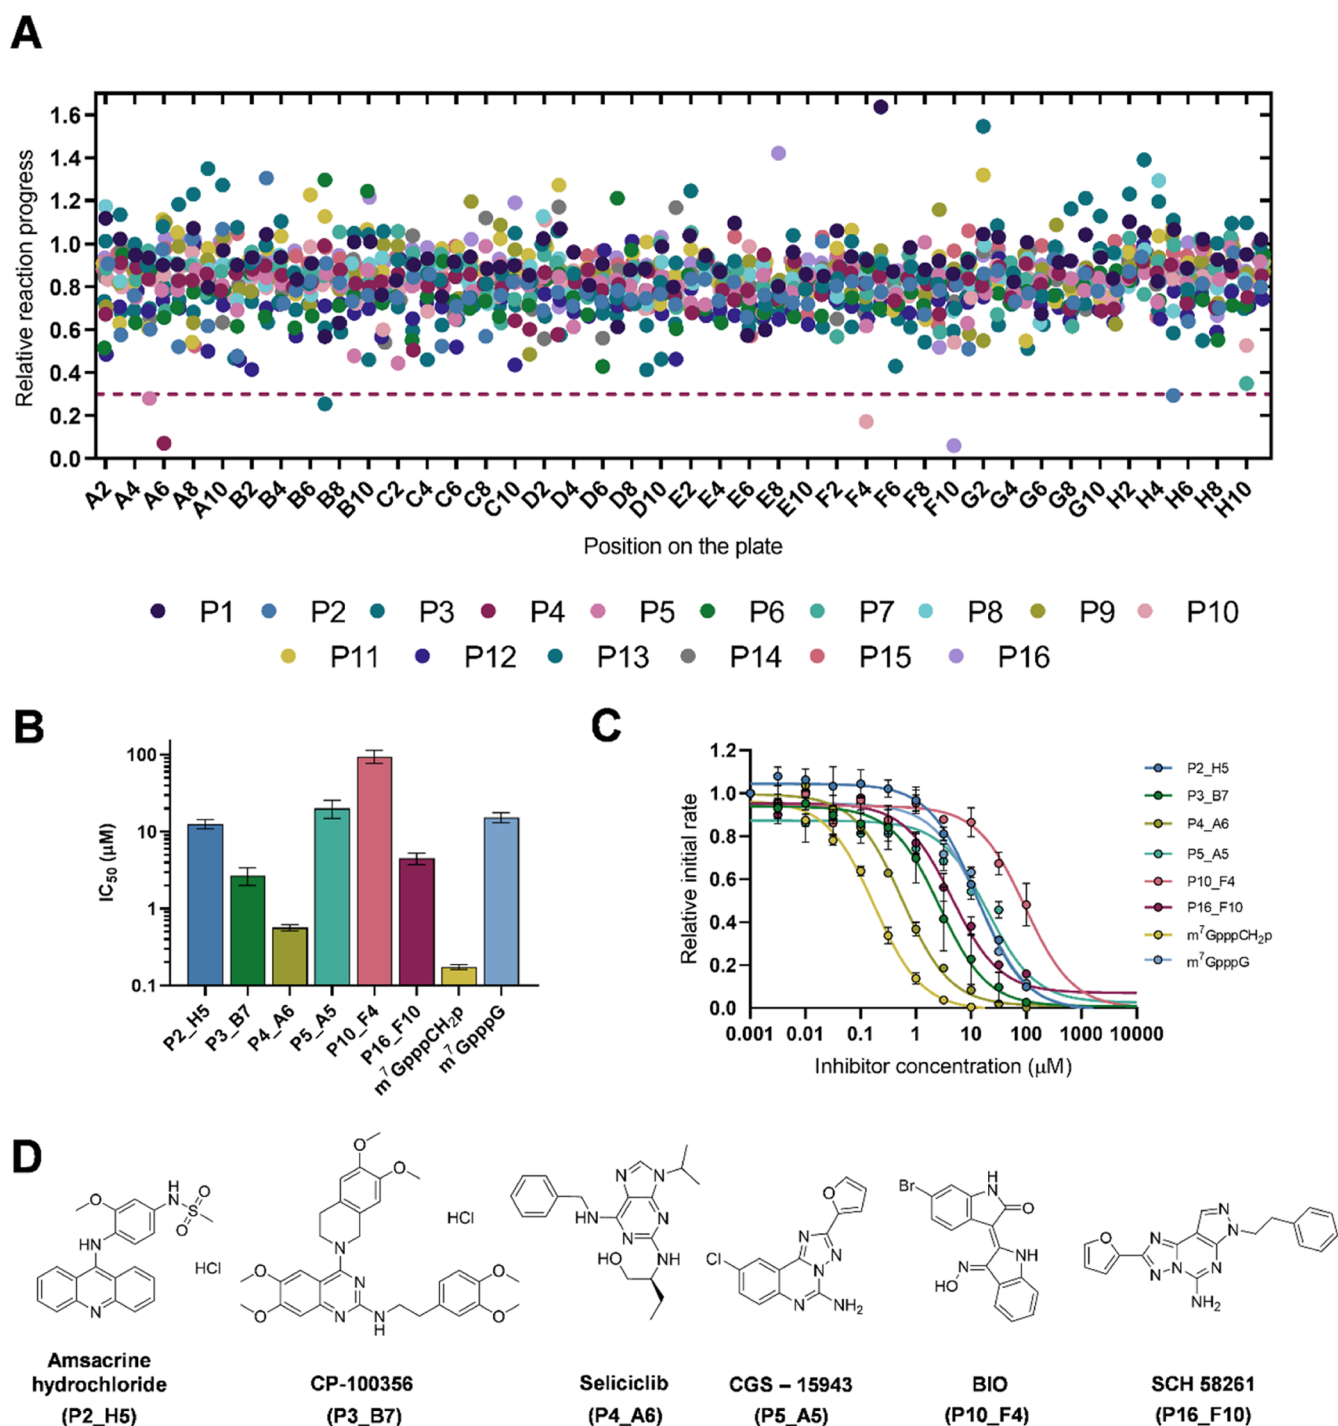 A
Relative reaction progress
1.6
1.4
1.2
1.0
0.8
0.6
0.4
0.2
0.0
A2 A4 A6 A8 A10 B2 B4 B6 B8 B10 C2 C4 C6 C8 C10 D2 D4 D6 D8 D10 E2 E4 E6 E8 E10 F2 F4 F6 F8 F10 G2 G4 G6 G8 G10 H2 H4 H6 H8 H10
Position on the plate
P1 P2 P3 P4 P5 P6 P7 P8 P9 P10
P11 P12 P13 P14 P15 P16
B
IC50 (μM)
100
10
1
0.1
P2_H5 P3_B7 P4_A6 P5_A5 P10_F4 P16_F10 m7GpppCH2p m7GpppG
C
Relative initial rate
1.2
1.0
0.8
0.6
0.4
0.2
0.0
0.001 0.01 0.1 1 10 100 1000 10000
Inhibitor concentration (μM)
P2_H5
P3_B7
P4_A6
P5_A5
P10_F4
P16_F10
m7GpppCH2p
m7GpppG
D
O H N S O O HN N HCl
O O N HCl O O N N N H O O
N N N N HN NH HO
O N N N Cl N NH2
Br H N O NH N HO
O N N N N N N NH2
Amsacrine
hydrochloride
(P2_H5)
CP-100356
(P3_B7)
Seliciclib
(P4_A6)
CGS – 15943
(P5_A5)
BIO
(P10_F4)
SCH 58261
(P16_F10)